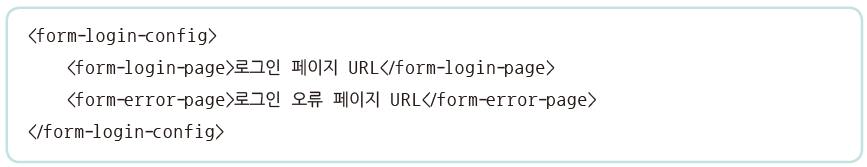 <form-login-config>
    <form-login-page>로그인 페이지 URL</form-login-page>
    <form-error-page>로그인 오류 페이지 URL</form-error-page>
</form-login-config>